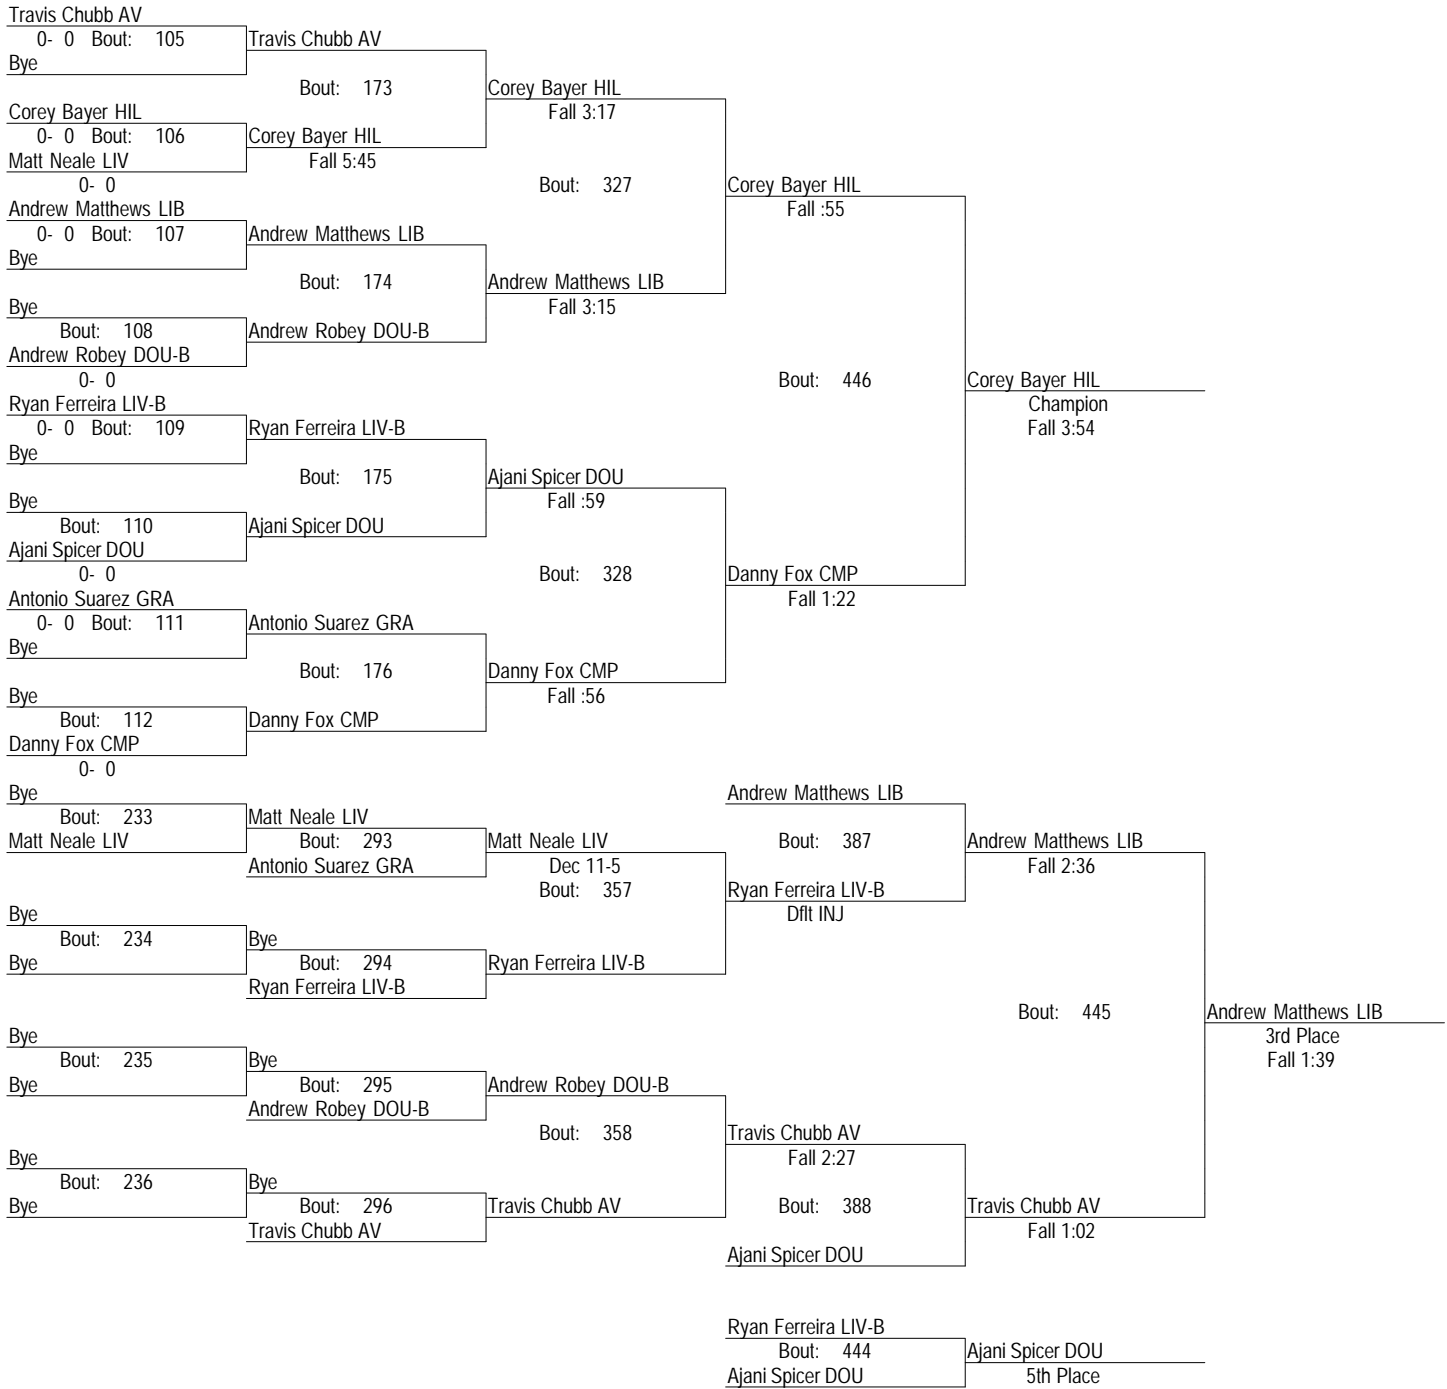 Travis Chubb AV
0- 0 Bout: 105
Travis Chubb AV
Bye
Bout: 173
Corey Bayer HIL
Corey Bayer HIL
Fall 3:17
0- 0 Bout: 106
Corey Bayer HIL
Matt Neale LIV
Fall 5:45
0- 0
Bout: 327
Corey Bayer HIL
Andrew Matthews LIB
Fall :55
0- 0 Bout: 107
Andrew Matthews LIB
Bye
Bout: 174
Andrew Matthews LIB
Bye
Fall 3:15
Bout: 108
Andrew Robey DOU-B
Andrew Robey DOU-B
0- 0
Bout: 446
Corey Bayer HIL
Ryan Ferreira LIV-B
Champion
0- 0 Bout: 109
Ryan Ferreira LIV-B
Fall 3:54
Bye
Bout: 175
Ajani Spicer DOU
Bye
Fall :59
Bout: 110
Ajani Spicer DOU
Ajani Spicer DOU
0- 0
Bout: 328
Danny Fox CMP
Antonio Suarez GRA
Fall 1:22
0- 0 Bout: 111
Antonio Suarez GRA
Bye
Bout: 176
Danny Fox CMP
Bye
Fall :56
Bout: 112
Danny Fox CMP
Danny Fox CMP
0- 0
Bye
Andrew Matthews LIB
Bout: 233
Matt Neale LIV
Matt Neale LIV
Bout: 293
Matt Neale LIV
Bout: 387
Andrew Matthews LIB
Antonio Suarez GRA
Dec 11-5
Fall 2:36
Bout: 357
Ryan Ferreira LIV-B
Bye
Dflt INJ
Bout: 234
Bye
Bye
Bout: 294
Ryan Ferreira LIV-B
Ryan Ferreira LIV-B
Bout: 445
Andrew Matthews LIB
Bye
3rd Place
Bout: 235
Bye
Fall 1:39
Bye
Bout: 295
Andrew Robey DOU-B
Andrew Robey DOU-B
Bout: 358
Travis Chubb AV
Bye
Fall 2:27
Bout: 236
Bye
Bye
Bout: 296
Travis Chubb AV
Bout: 388
Travis Chubb AV
Travis Chubb AV
Fall 1:02
Ajani Spicer DOU
Ryan Ferreira LIV-B
Bout: 444
Ajani Spicer DOU
Ajani Spicer DOU
5th Place